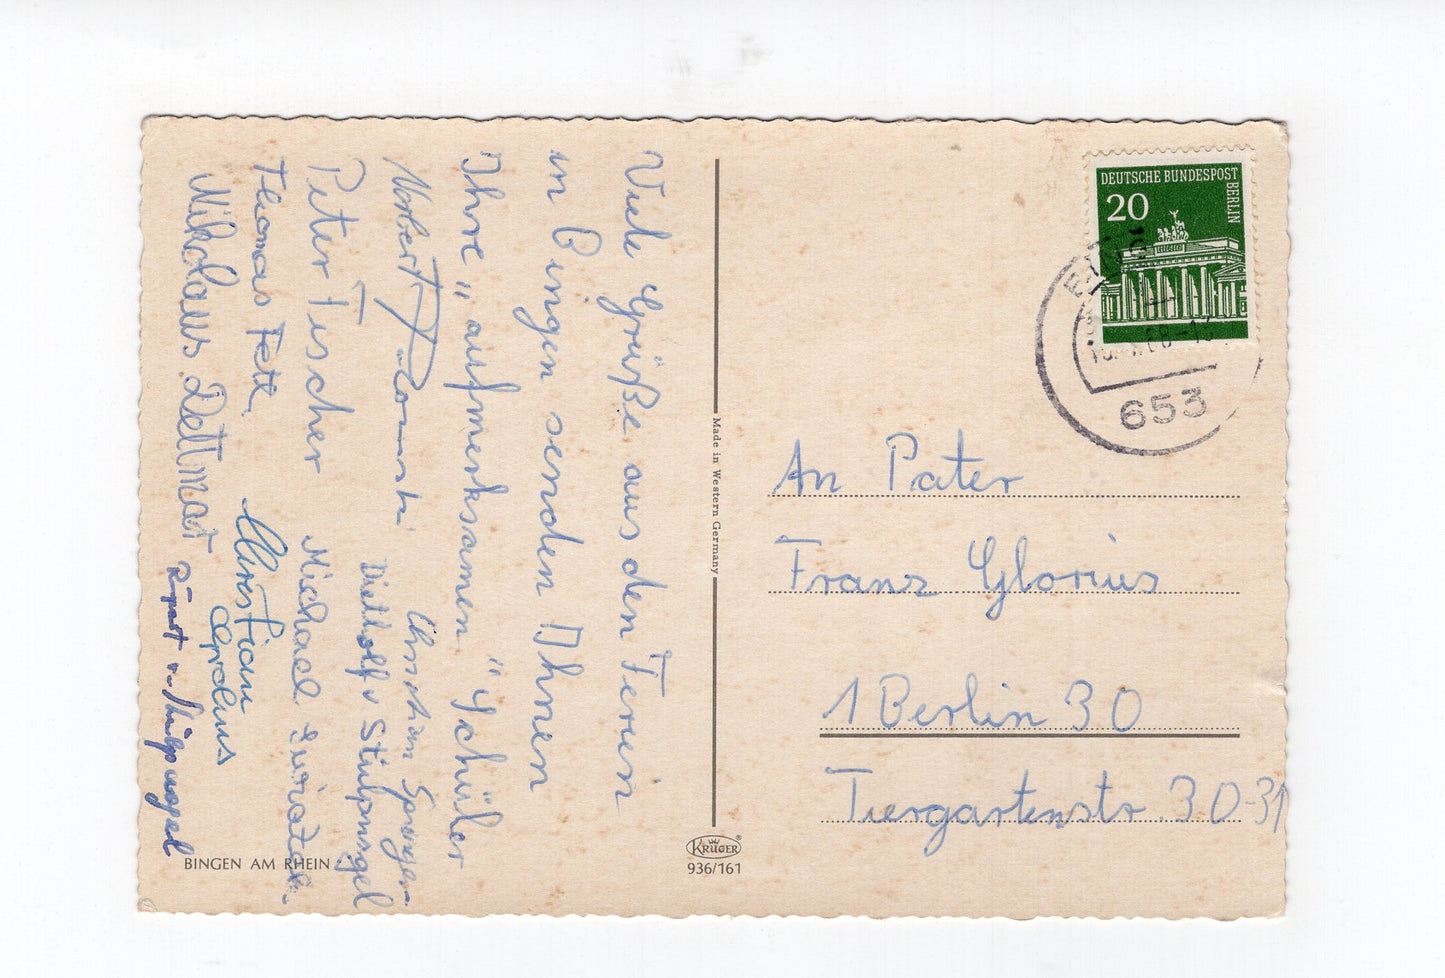 Viele Grüße aus den Ferien
in Bingen senden Ihnen
Ihre "aufmerksamen" Schüler
Norbert
Christian Sprenger
Peter Tischer
Dietholf v Stülpnagel
Thomas Fett
Michael
Nikolaus Dettmar
Christian
Rupert v. Stülpnagel
BINGEN AM RHEIN
Made in Western Germany
KRÜGER®
936/161
DEUTSCHE BUNDESPOST
BERLIN
20
653
An Pater
Franz Glorius
1 Berlin 30
Tiergartenstr. 30-31